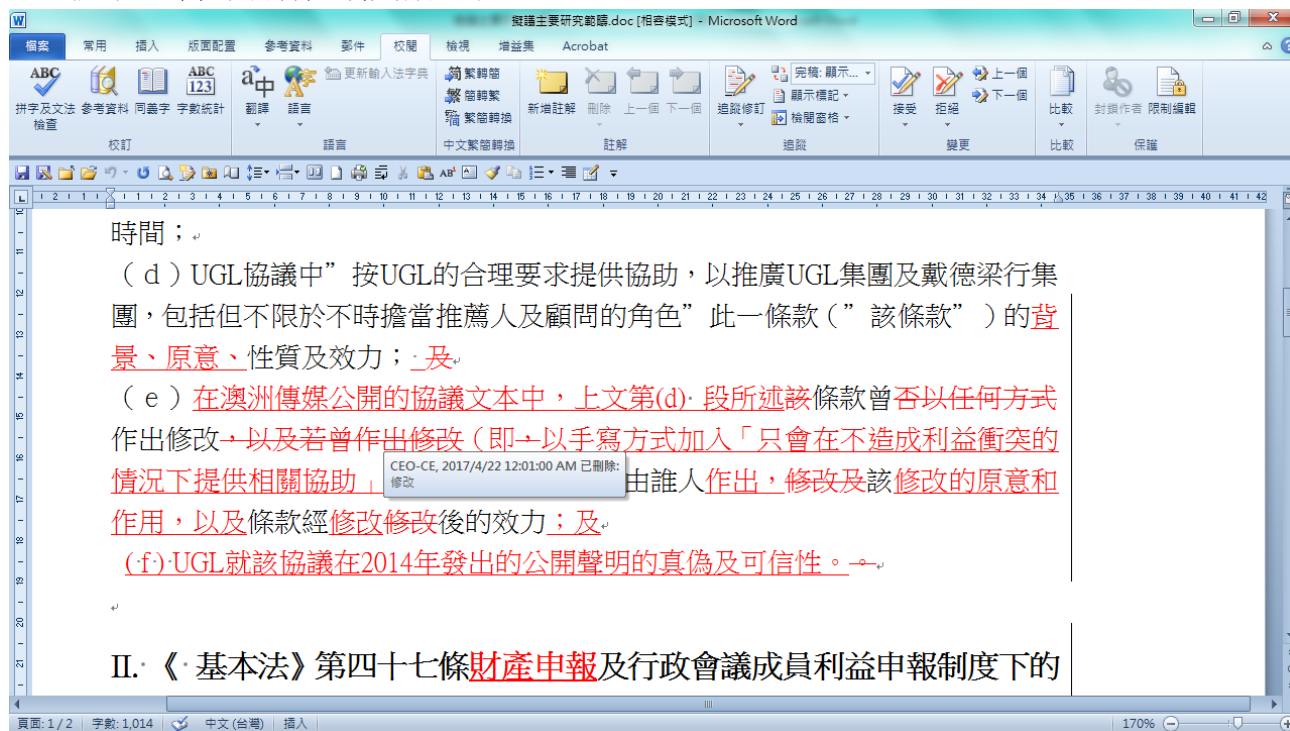 擬議主要研究範疇.doc [相容模式] - Microsoft Word
檔案 常用 插入 版面配置 參考資料 郵件 校閱 檢視 增益集 Acrobat
ABC 拼字及文法檢查 參考資料 同義字 ABC 123 字數統計 翻譯 語言 更新輸入法字典 繁轉簡 簡轉繁 繁簡轉換 新增註解 刪除 上一個 下一個 追蹤修訂 完稿: 顯示... 顯示標記 檢閱窗格 接受 拒絕 上一個 下一個 比較 封鎖作者 限制編輯
校訂 語言 中文繁簡轉換 註解 追蹤 變更 比較 保護
時間；
（d）UGL協議中”按UGL的合理要求提供協助，以推廣UGL集團及戴德梁行集
團，包括但不限於不時擔當推薦人及顧問的角色”此一條款（”該條款”）的背
景、原意、性質及效力；及
（e）在澳洲傳媒公開的協議文本中，上文第(d) 段所述該條款曾否以任何方式
作出修改，以及若曾作出修改（即，以手寫方式加入「只會在不造成利益衝突的
情況下提供相關協助」
CEO-CE, 2017/4/22 12:01:00 AM 已刪除:
修改
由誰人作出，修改及該修改的原意和
作用，以及條款經修改修改後的效力；及
(f) UGL就該協議在2014年發出的公開聲明的真偽及可信性。。
II. 《 基本法》第四十七條財產申報及行政會議成員利益申報制度下的
頁面: 1 / 2 字數: 1,014 中文 (台灣) 插入 170%